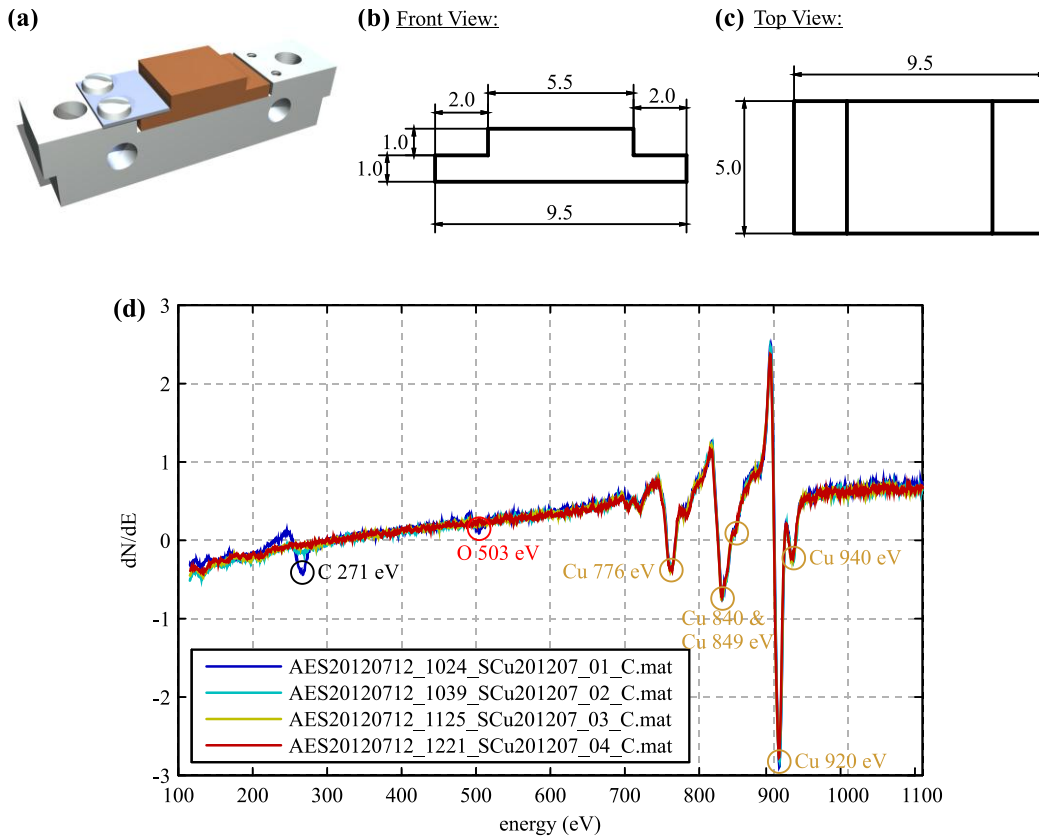 (a)
(b) Front View:
(c) Top View:
5.5
2.0
2.0
1.0
1.0
9.5
9.5
5.0
(d)
3
2
1
0
-1
-2
-3
dN/dE
C 271 eV
O 503 eV
Cu 776 eV
Cu 840 &
Cu 849 eV
Cu 940 eV
Cu 920 eV
AES20120712_1024_SCu201207_01_C.mat
AES20120712_1039_SCu201207_02_C.mat
AES20120712_1125_SCu201207_03_C.mat
AES20120712_1221_SCu201207_04_C.mat
100 200 300 400 500 600 700 800 900 1000 1100
energy (eV)